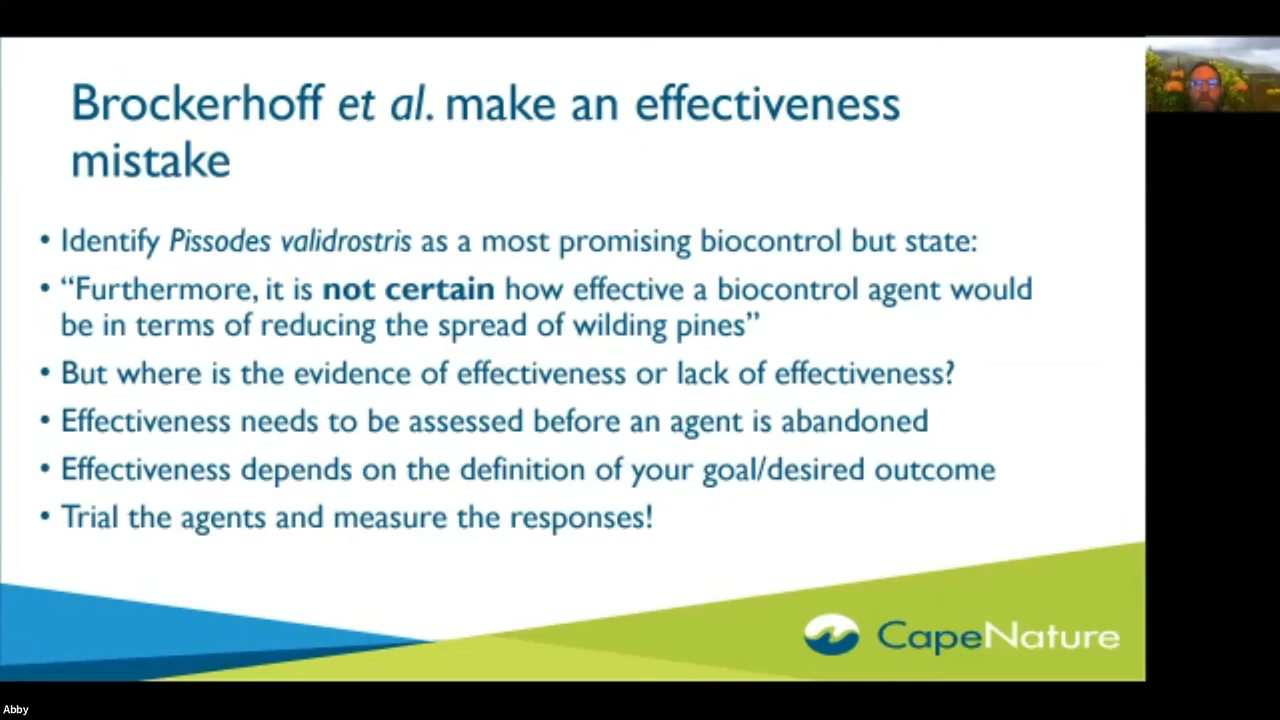 Brockerhoff et al. make an effectiveness
mistake
• Identify Pissodes validrostris as a most promising biocontrol but state:
• “Furthermore, it is not certain how effective a biocontrol agent would
be in terms of reducing the spread of wilding pines”
• But where is the evidence of effectiveness or lack of effectiveness?
• Effectiveness needs to be assessed before an agent is abandoned
• Effectiveness depends on the definition of your goal/desired outcome
• Trial the agents and measure the responses!
CapeNature
Abby